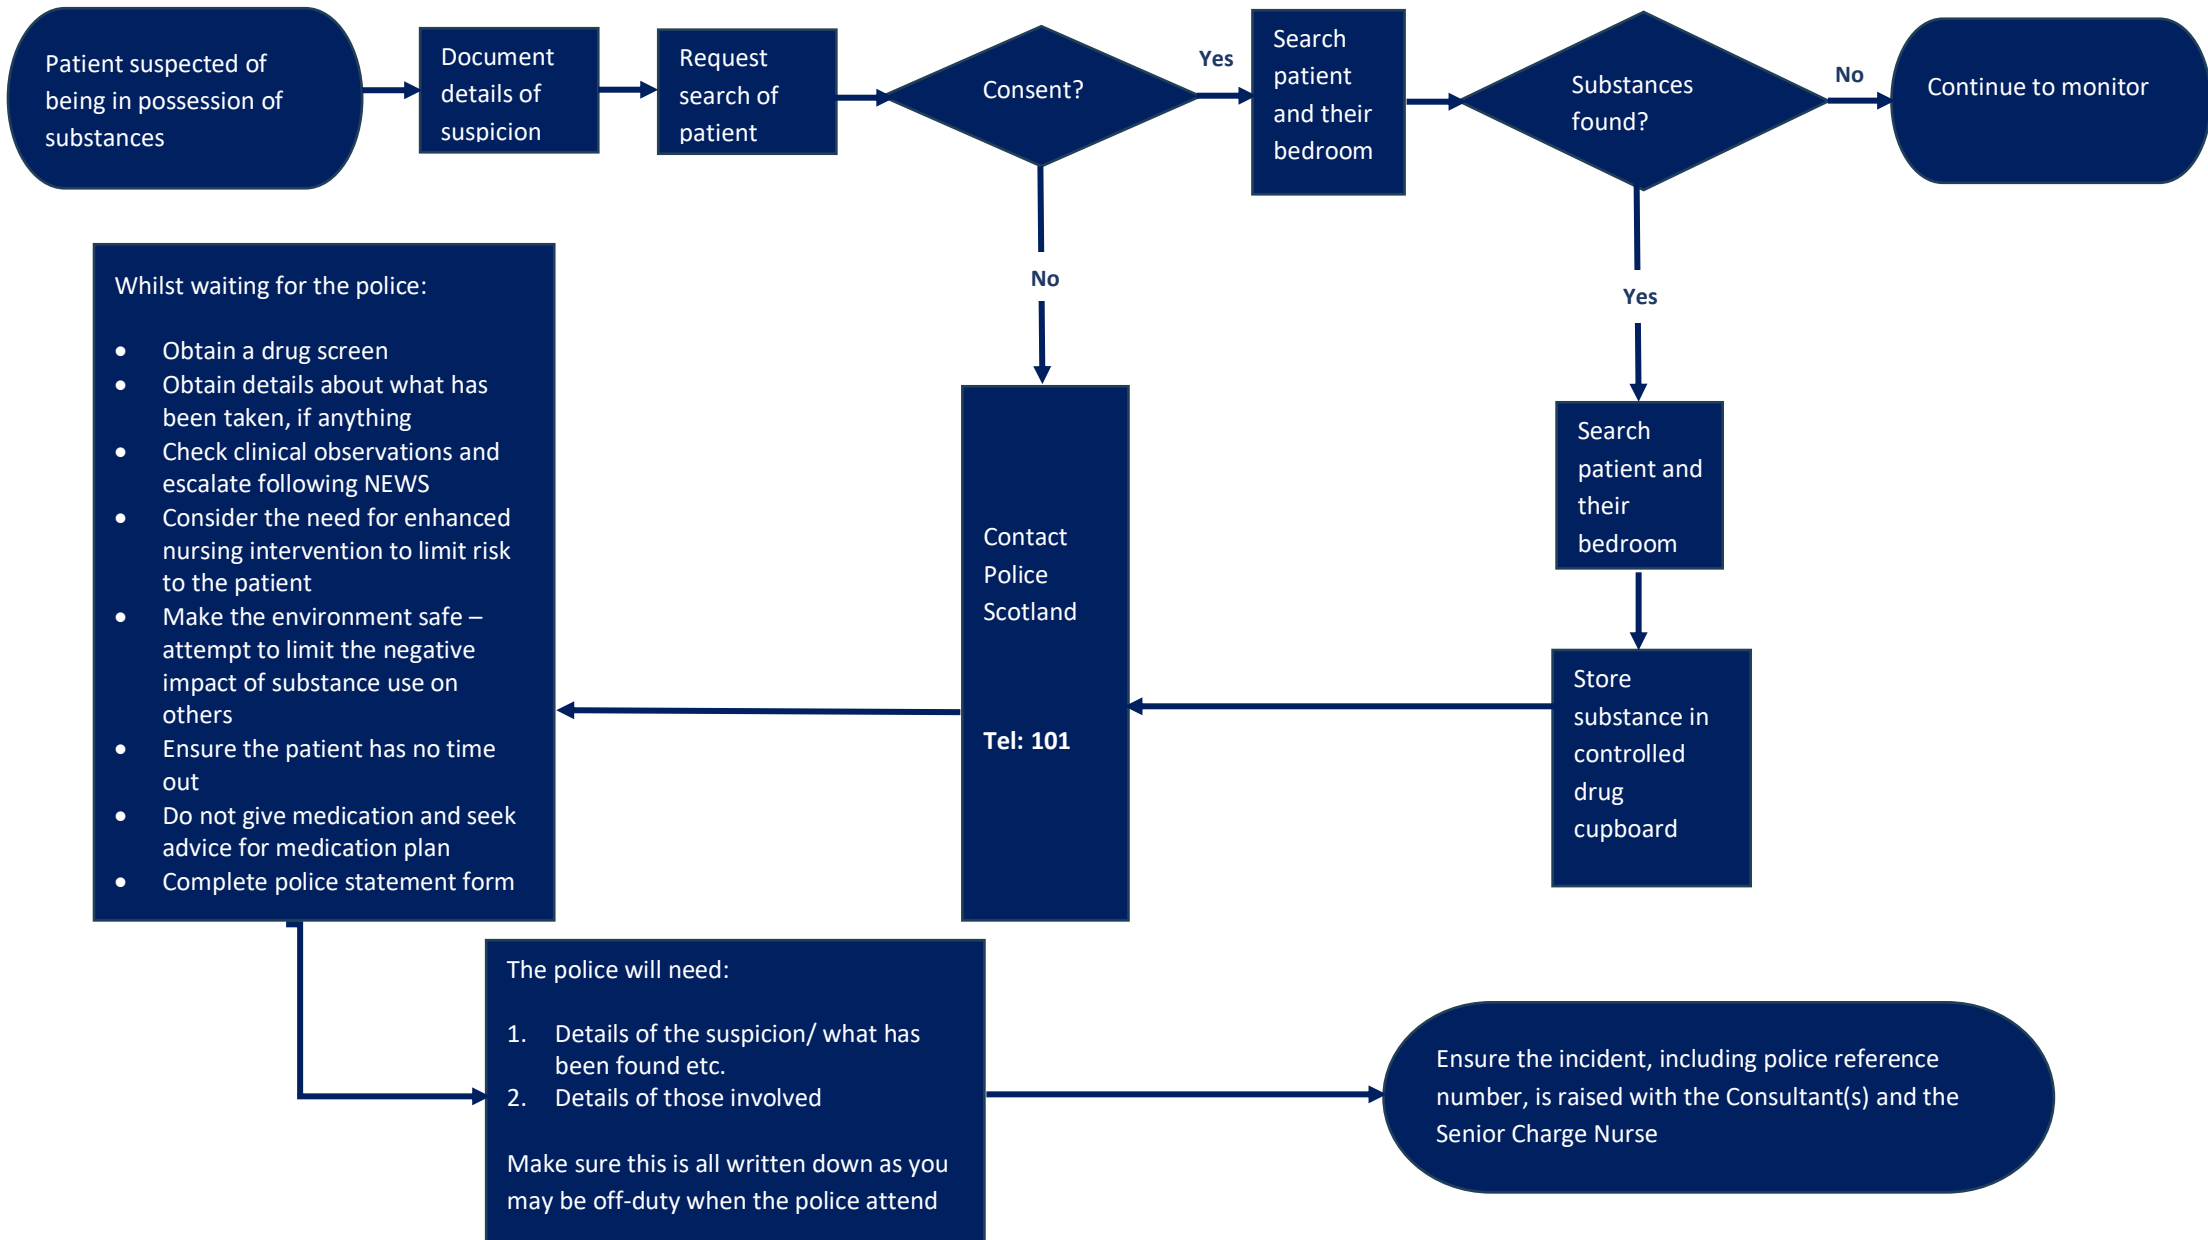 Patient suspected of
being in possession of
substances
Document
details of
suspicion
Request
search of
patient
Consent?
Yes
Search
patient
and their
bedroom
Substances
found?
No
Continue to monitor
No
Yes
Search
patient and
their
bedroom
Store
substance in
controlled
drug
cupboard
Contact
Police
Scotland
Tel: 101
Whilst waiting for the police:
• Obtain a drug screen
• Obtain details about what has
been taken, if anything
• Check clinical observations and
escalate following NEWS
• Consider the need for enhanced
nursing intervention to limit risk
to the patient
• Make the environment safe –
attempt to limit the negative
impact of substance use on
others
• Ensure the patient has no time
out
• Do not give medication and seek
advice for medication plan
• Complete police statement form
The police will need:
1. Details of the suspicion/ what has
been found etc.
2. Details of those involved
Make sure this is all written down as you
may be off-duty when the police attend
Ensure the incident, including police reference
number, is raised with the Consultant(s) and the
Senior Charge Nurse